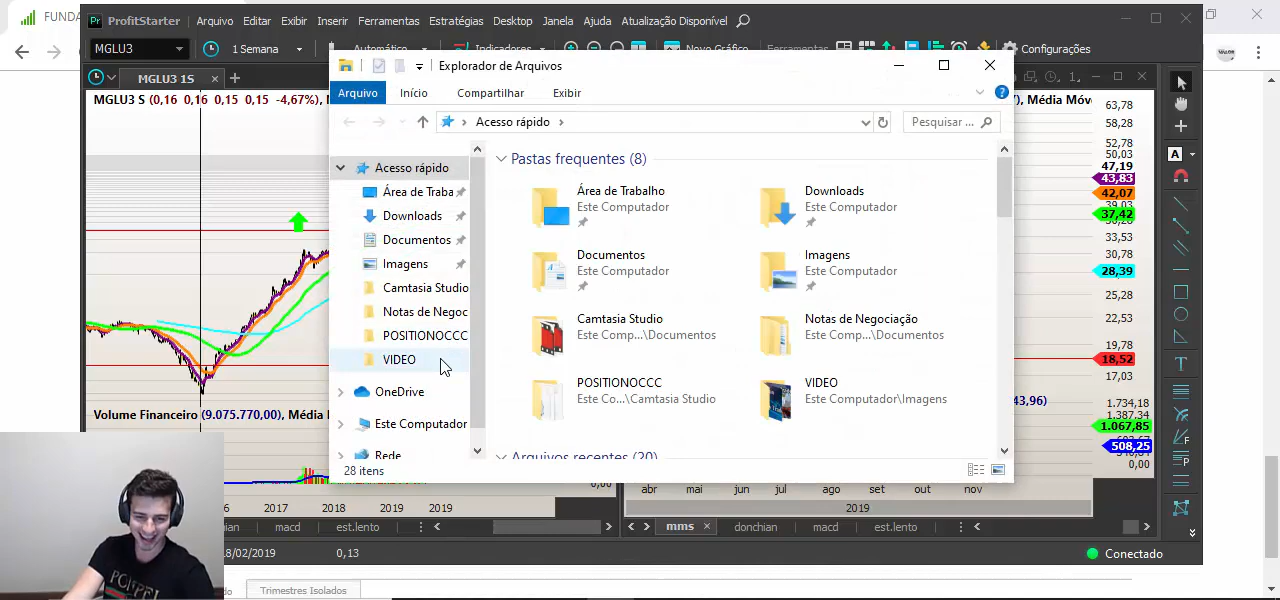 FUNDA
Pr ProfitStarter Arquivo Editar Exibir Inserir Ferramentas Estratégias Desktop Janela Ajuda Atualização Disponível
MGLU3 1 Semana Automático Indicadores Novo Gráfico Ferramentas Configurações
MGLU3 1S × +
MGLU3 S (0,16 0,16 0,15 0,15 -4,67%), M
Média Móve
Volume Financeiro (9.075.770,00), Média
Explorador de Arquivos
Arquivo Início Compartilhar Exibir
Acesso rápido
Pesquisar ...
Acesso rápido
Área de Traba
Downloads
Documentos
Imagens
Camtasia Studio
Notas de Negoc
POSITIONOCCC
VIDEO
OneDrive
Este Computador
Rede
28 itens
Pastas frequentes (8)
Área de Trabalho
Este Computador
Downloads
Este Computador
Documentos
Este Computador
Imagens
Este Computador
Camtasia Studio
Este Comp...\Documentos
Notas de Negociação
Este Comp...\Documentos
POSITIONOCCC
Este Co...\Camtasia Studio
VIDEO
Este Computador\Imagens
Arquivos recentes (20)
63,78
58,28
52,78
50,03
47,19
43,83
42,07
39,03
37,42
33,53
30,78
28,39
25,28
22,53
19,78
18,52
17,03
43,96)
1.734,18
1.387,34
1.067,85
508,25
0,00
0,00
6 2017 2018 2019 2019
abr mai jun jul ago set out nov
2019
dian macd est.lento
mms × donchian macd est.lento
8/02/2019 0,13
Conectado
POMPEI
Trimestres Isolados